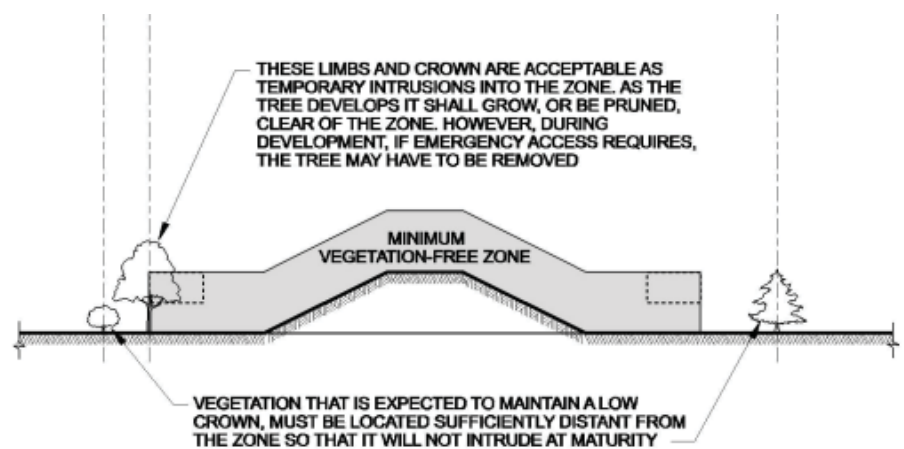 THESE LIMBS AND CROWN ARE ACCEPTABLE AS
TEMPORARY INTRUSIONS INTO THE ZONE. AS THE
TREE DEVELOPS IT SHALL GROW, OR BE PRUNED,
CLEAR OF THE ZONE. HOWEVER, DURING
DEVELOPMENT, IF EMERGENCY ACCESS REQUIRES,
THE TREE MAY HAVE TO BE REMOVED
MINIMUM
VEGETATION-FREE ZONE
VEGETATION THAT IS EXPECTED TO MAINTAIN A LOW
CROWN, MUST BE LOCATED SUFFICIENTLY DISTANT FROM
THE ZONE SO THAT IT WILL NOT INTRUDE AT MATURITY